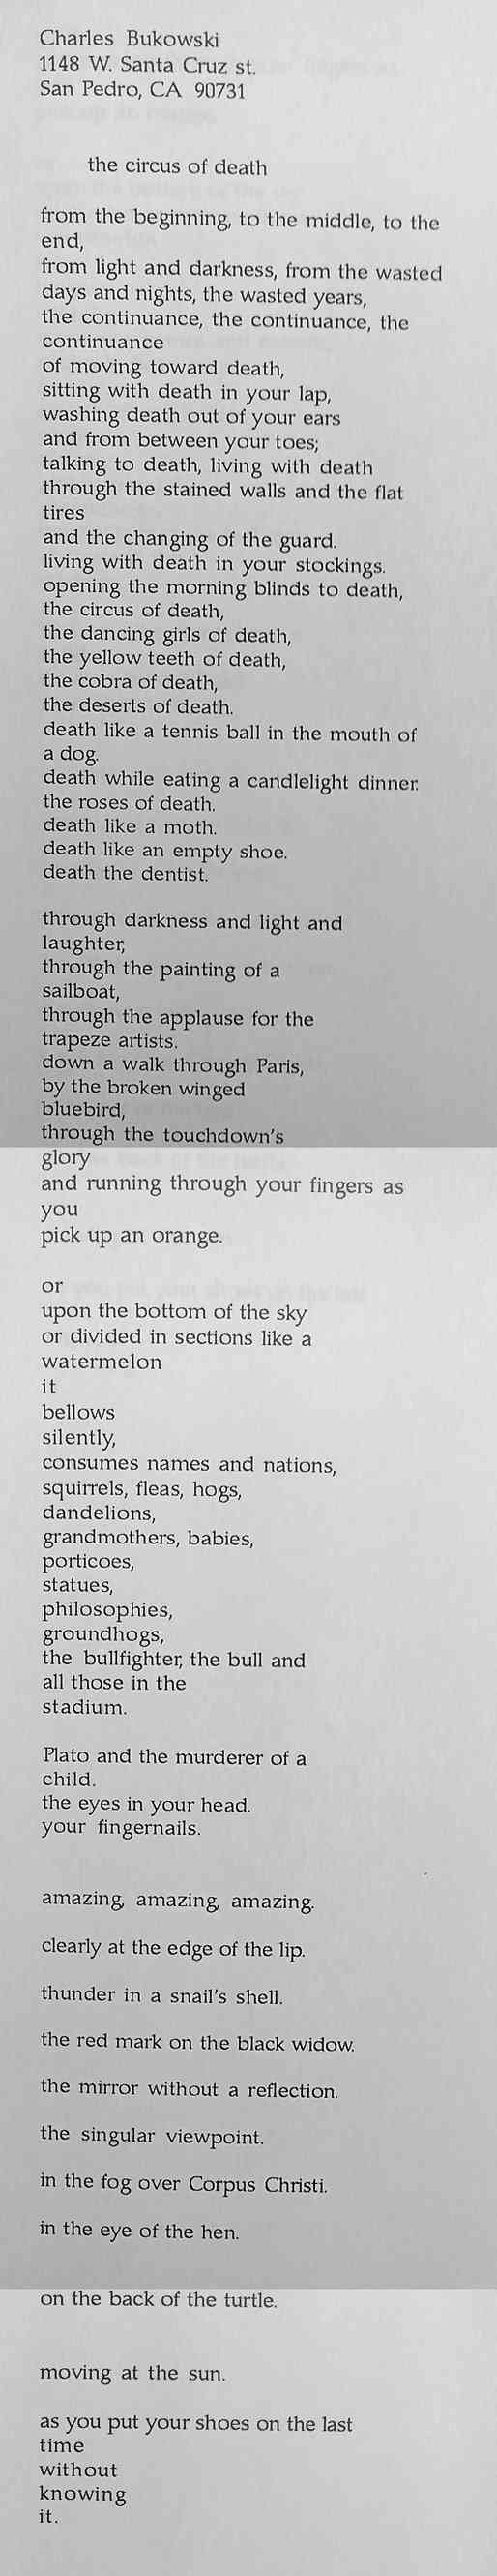 Charles Bukowski
1148 W. Santa Cruz st.
San Pedro, CA 90731
the circus of death
from the beginning, to the middle, to the
end,
from light and darkness, from the wasted
days and nights, the wasted years,
the continuance, the continuance, the
continuance
of moving toward death,
sitting with death in your lap,
washing death out of your ears
and from between your toes;
talking to death, living with death
through the stained walls and the flat
tires
and the changing of the guard.
living with death in your stockings.
opening the morning blinds to death,
the circus of death,
the dancing girls of death,
the yellow teeth of death,
the cobra of death,
the deserts of death.
death like a tennis ball in the mouth of
a dog.
death while eating a candlelight dinner.
the roses of death.
death like a moth.
death like an empty shoe.
death the dentist.
through darkness and light and
laughter,
through the painting of a
sailboat,
through the applause for the
trapeze artists.
down a walk through Paris,
by the broken winged
bluebird,
through the touchdown's
glory
and running through your fingers as
you
pick up an orange.
or
upon the bottom of the sky
or divided in sections like a
watermelon
it
bellows
silently,
consumes names and nations,
squirrels, fleas, hogs,
dandelions,
grandmothers, babies,
porticoes,
statues,
philosophies,
groundhogs,
the bullfighter, the bull and
all those in the
stadium.
Plato and the murderer of a
child.
the eyes in your head.
your fingernails.
amazing, amazing, amazing.
clearly at the edge of the lip.
thunder in a snail's shell.
the red mark on the black widow.
the mirror without a reflection.
the singular viewpoint.
in the fog over Corpus Christi.
in the eye of the hen.
on the back of the turtle.
moving at the sun.
as you put your shoes on the last
time
without
knowing
it.